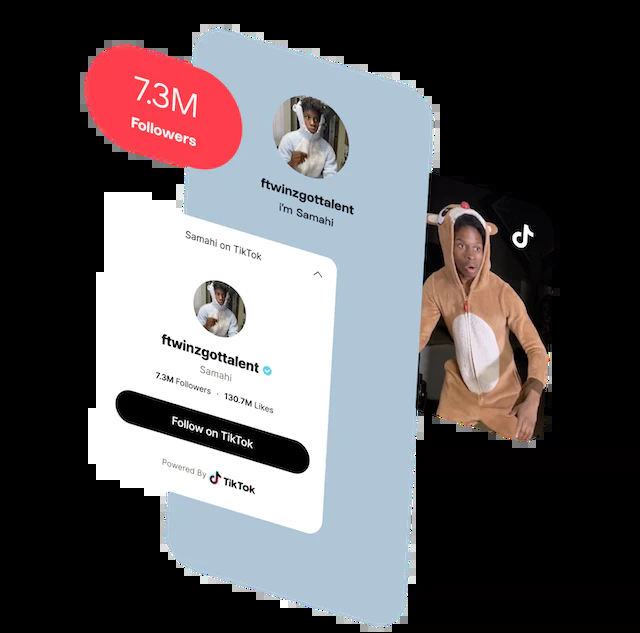 7.3M
Followers
ftwinzgottalent
i'm Samahi
Samahi on TikTok
ftwinzgottalent
Samahi
7.3M Followers · 130.7M Likes
Follow on TikTok
Powered By TikTok